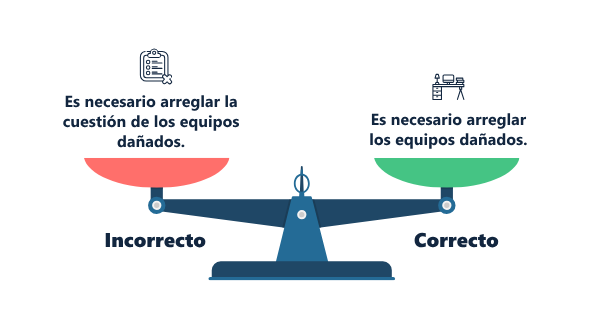 Es necesario arreglar la
cuestión de los equipos
dañados.
Es necesario arreglar
los equipos dañados.
Incorrecto
Correcto